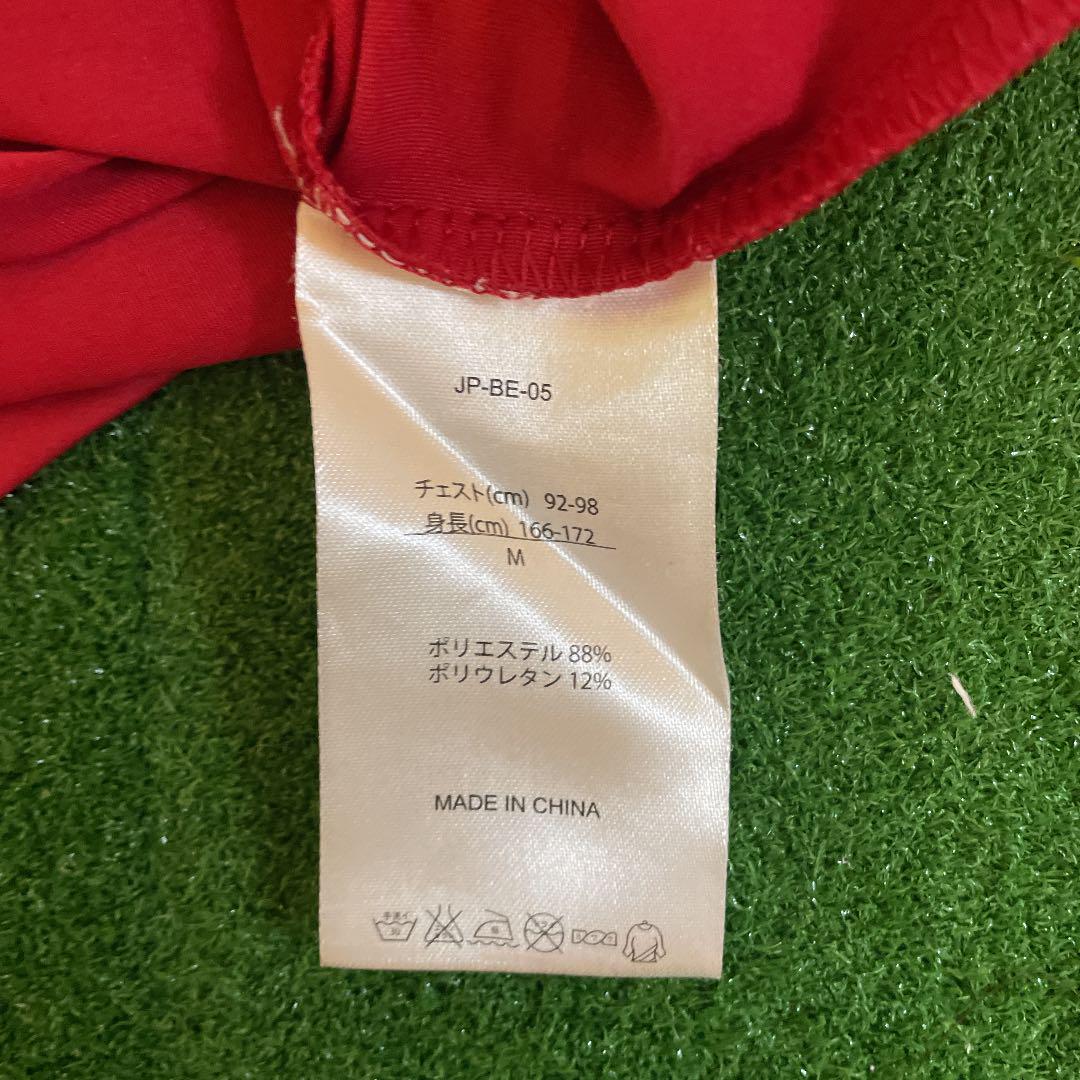 JP-BE-05
チェスト(cm) 92-98
身長(cm) 166-172
M
ポリエステル 88%
ポリウレタン 12%
MADE IN CHINA